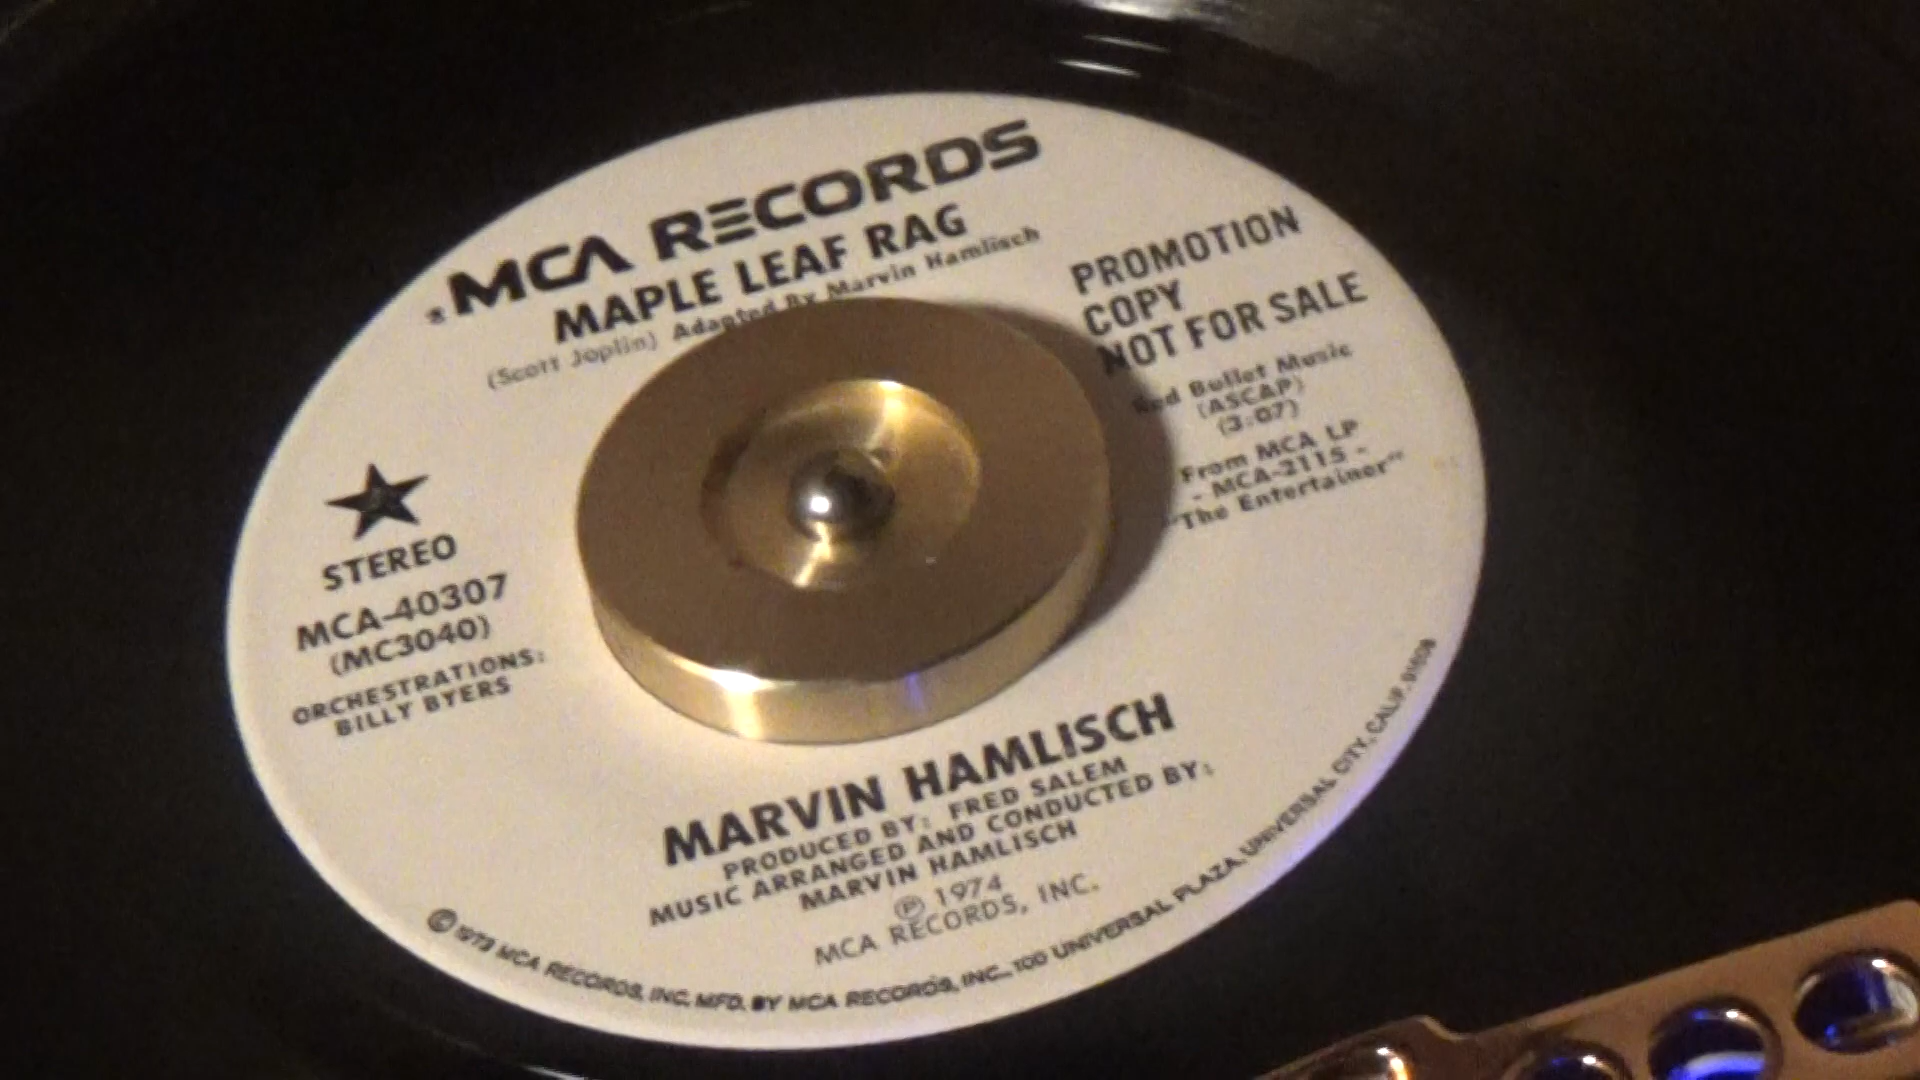 MCA RECORDS
MAPLE LEAF RAG
(Scott Joplin) Adapted By Marvin Hamlisch
PROMOTION
COPY
NOT FOR SALE
Red Bullet Music
(ASCAP)
(3:07)
From MCA LP
- MCA-2115 -
"The Entertainer"
STEREO
MCA-40307
(MC3040)
ORCHESTRATIONS:
BILLY BYERS
MARVIN HAMLISCH
PRODUCED BY: FRED SALEM
MUSIC ARRANGED AND CONDUCTED BY:
MARVIN HAMLISCH
℗ 1974
MCA RECORDS, INC.
© 1973 MCA RECORDS, INC. MFD. BY MCA RECORDS, INC., 100 UNIVERSAL PLAZA, UNIVERSAL CITY, CALIF. 91608